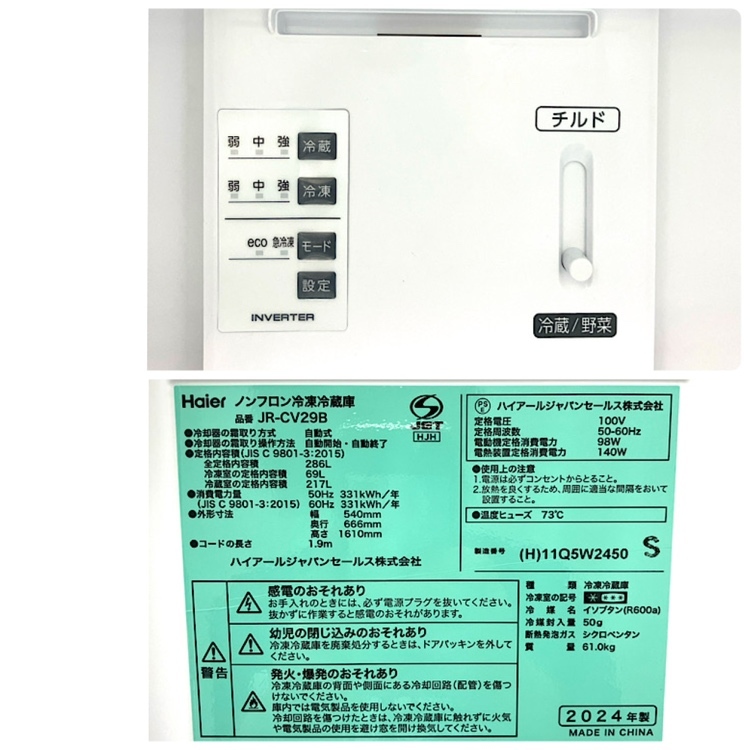 チルド
弱 中 強 冷蔵
弱 中 強 冷凍
eco 急冷凍 モード
設定
INVERTER
冷蔵/野菜
Haier ノンフロン冷凍冷蔵庫
品番 JR-CV29B
●冷却器の霜取り方式 自動式
●冷却器の霜取り操作方法 自動開始・自動終了
●定格内容積(JIS C 9801-3:2015)
全定格内容積 286L
冷凍室の定格内容積 69L
冷蔵室の定格内容積 217L
●消費電力量 50Hz 331kWh/年
(JIS C 9801-3:2015) 60Hz 331kWh/年
●外形寸法 幅 540mm
奥行 666mm
高さ 1610mm
●コードの長さ 1.9m
ハイアールジャパンセールス株式会社
S
JET
HJH
PS
E
ハイアールジャパンセールス株式会社
定格電圧 100V
定格周波数 50-60Hz
電動機定格消費電力 98W
電熱装置定格消費電力 140W
●使用上の注意
1.電源は必ずコンセントからとること。
2.放熱を良くするため、周囲に適当な間隔をおいて
設置すること。
●温度ヒューズ 73℃
製造番号 (H)11Q5W2450 S
警告
感電のおそれあり
お手入れのときには、必ず電源プラグを抜いてください。
抜かずに作業すると感電のおそれがあります。
幼児の閉じ込みのおそれあり
冷凍冷蔵庫を廃棄処分するときは、ドアパッキンを外して
ください。
発火・爆発のおそれあり
冷凍冷蔵庫の背面や側面にある冷却回路(配管)を傷つ
けないでください。
庫内では電気製品を使用しないでください。
冷却回路を傷つけたときは、冷凍冷蔵庫に触れずに火気
や電気製品の使用を避け窓を開け換気してください。
種類 冷凍冷蔵庫
冷凍室の記号
冷媒 イソブタン(R600a)
冷媒封入量 50g
断熱発泡ガス シクロペンタン
質量 61.0kg
2024年製
MADE IN CHINA